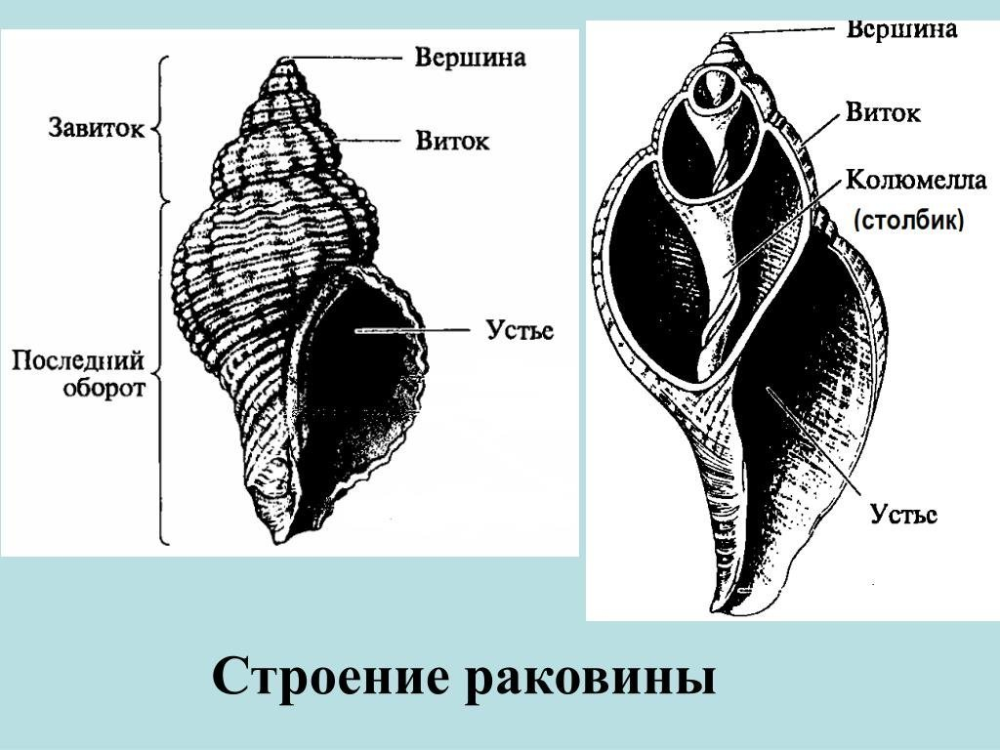 Вершина
Завиток
Виток
Устье
Последний
оборот
Вершина
Виток
Колюмелла
(столбик)
Устье
Строение раковины